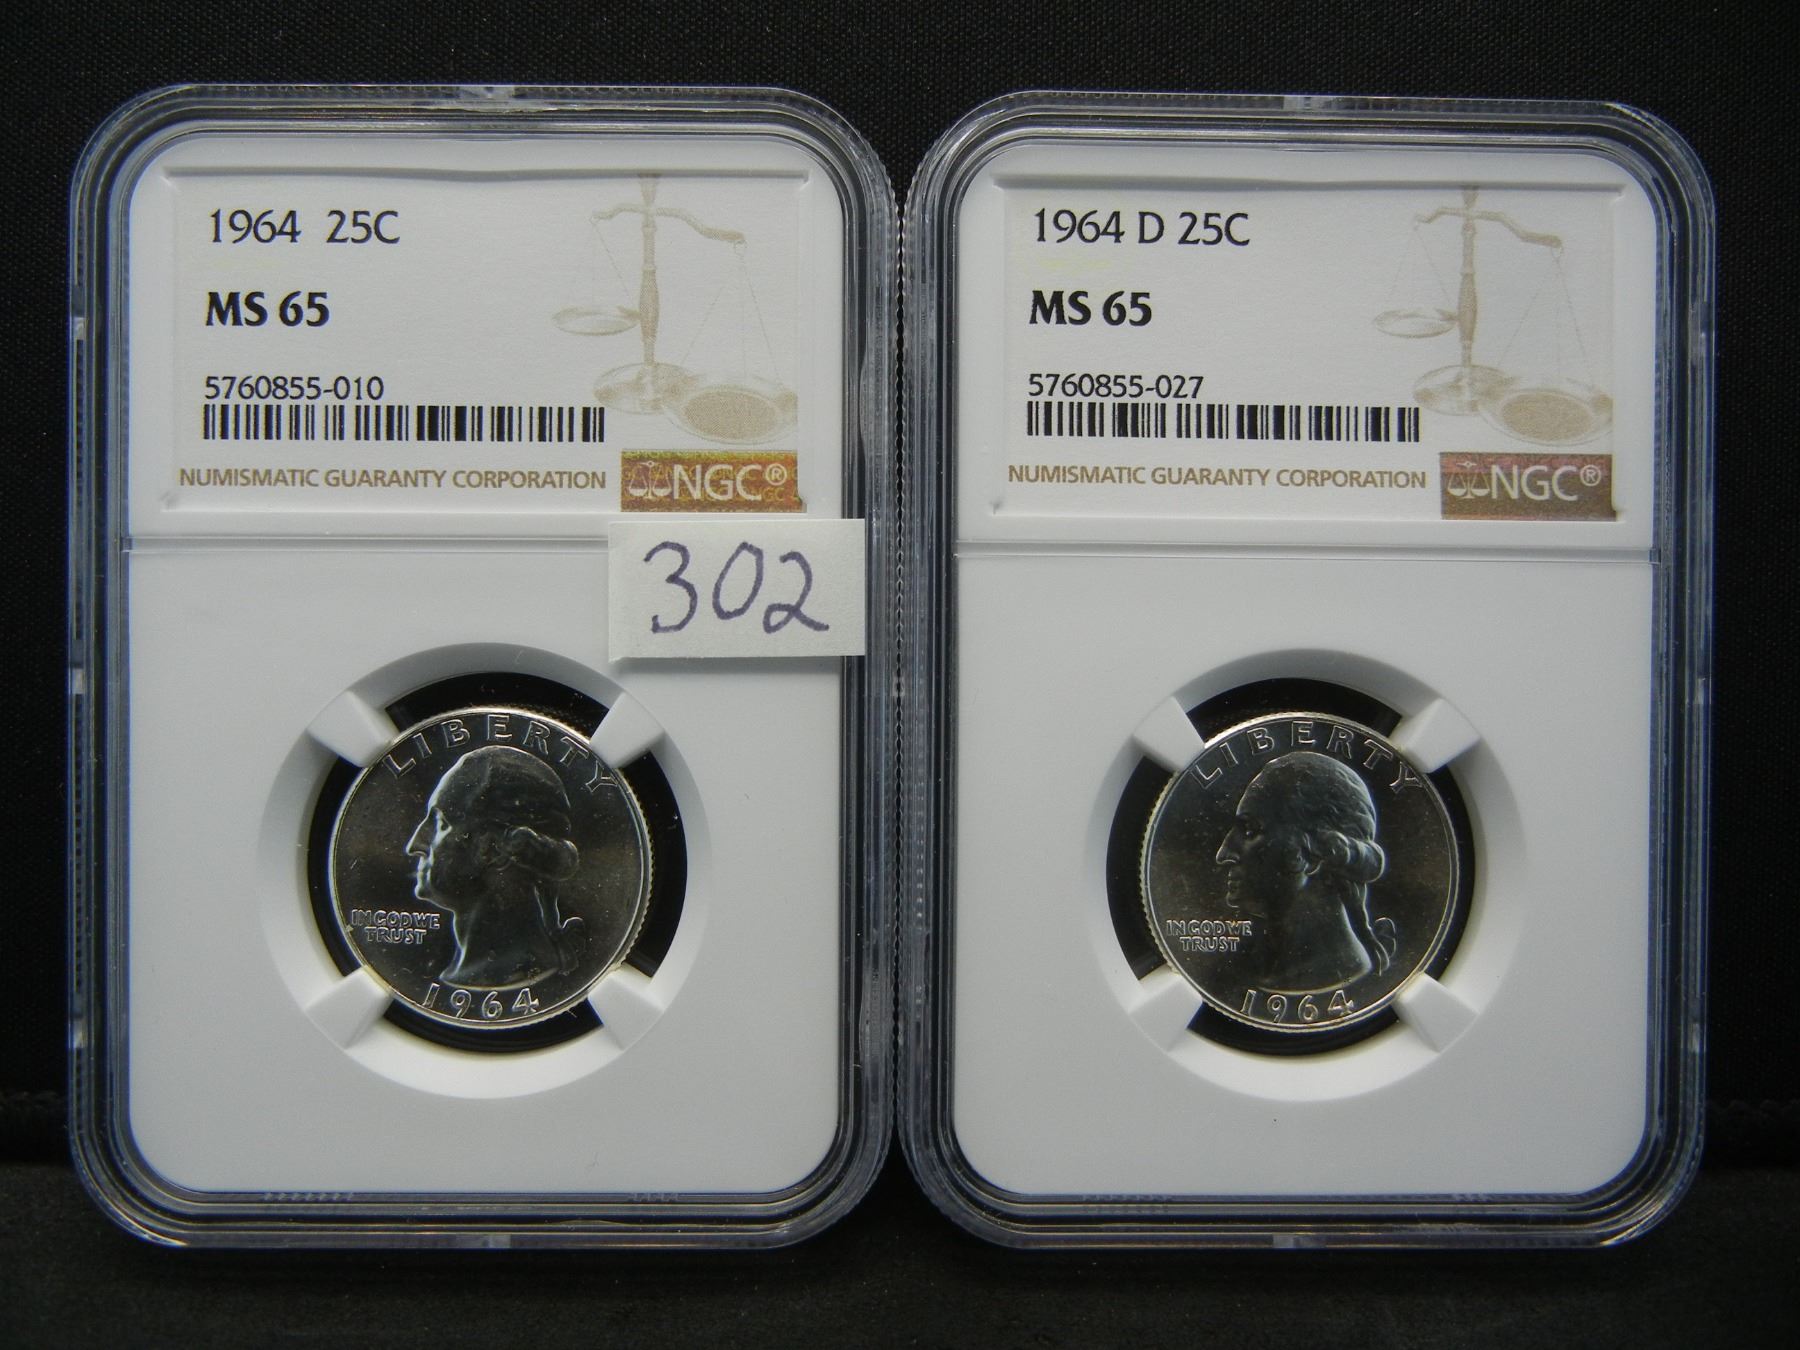 1964 25C
MS 65
5760855-010
NUMISMATIC GUARANTY CORPORATION NGC®
302
LIBERTY
IN GOD WE
TRUST
1964
1964 D 25C
MS 65
5760855-027
NUMISMATIC GUARANTY CORPORATION NGC®
LIBERTY
IN GOD WE
TRUST
1964